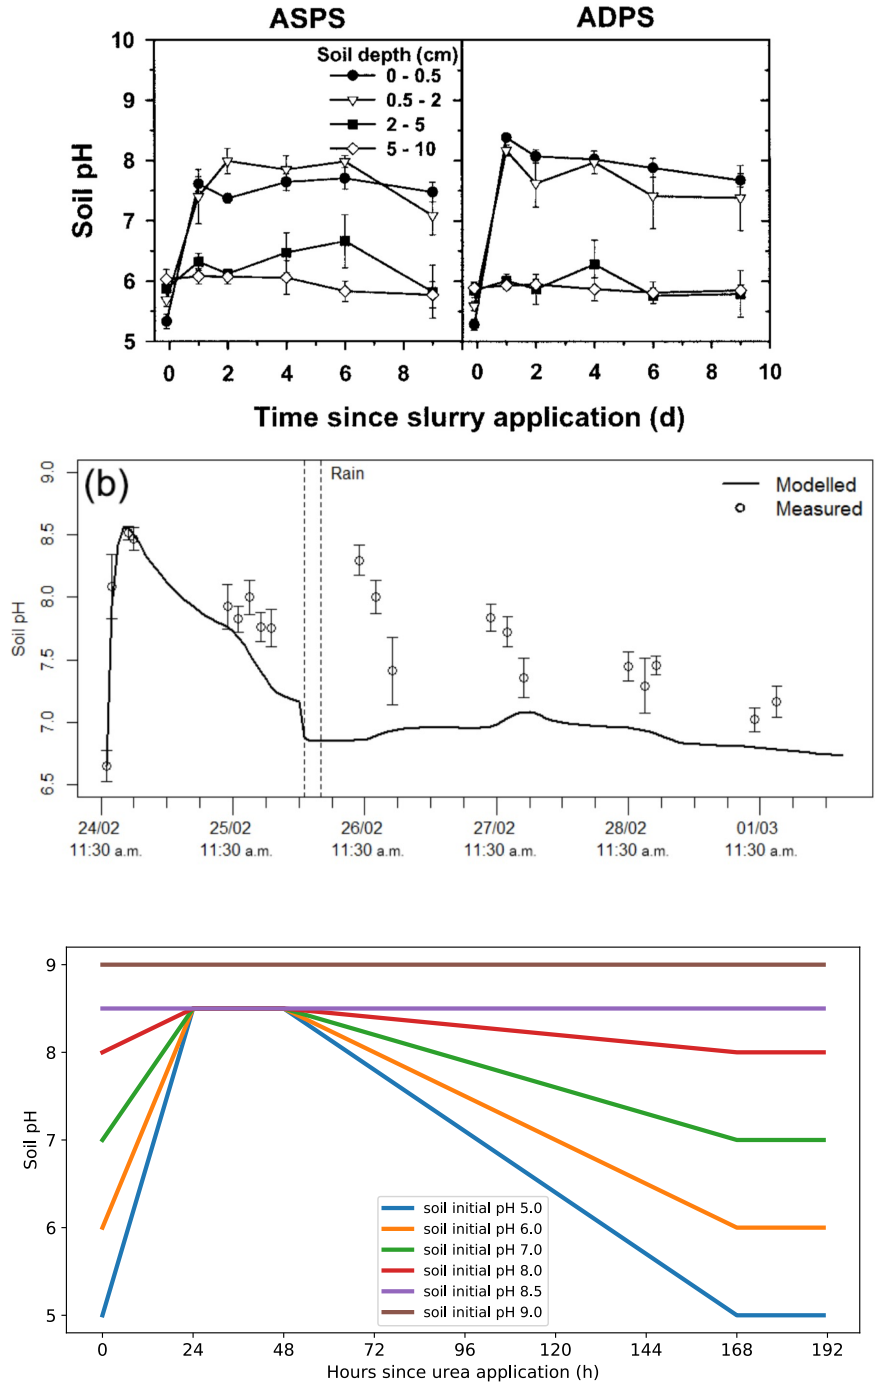 ASPS ADPS
10
9
8
7
6
5
Soil pH
Soil depth (cm)
0 - 0.5
0.5 - 2
2 - 5
5 - 10
0 2 4 6 8 0 2 4 6 8 10
Time since slurry application (d)
(b)
Rain
Modelled
Measured
9.0
8.5
8.0
7.5
7.0
6.5
Soil pH
24/02 25/02 26/02 27/02 28/02 01/03
11:30 a.m. 11:30 a.m. 11:30 a.m. 11:30 a.m. 11:30 a.m. 11:30 a.m.
9
8
7
6
5
Soil pH
soil initial pH 5.0
soil initial pH 6.0
soil initial pH 7.0
soil initial pH 8.0
soil initial pH 8.5
soil initial pH 9.0
0 24 48 72 96 120 144 168 192
Hours since urea application (h)